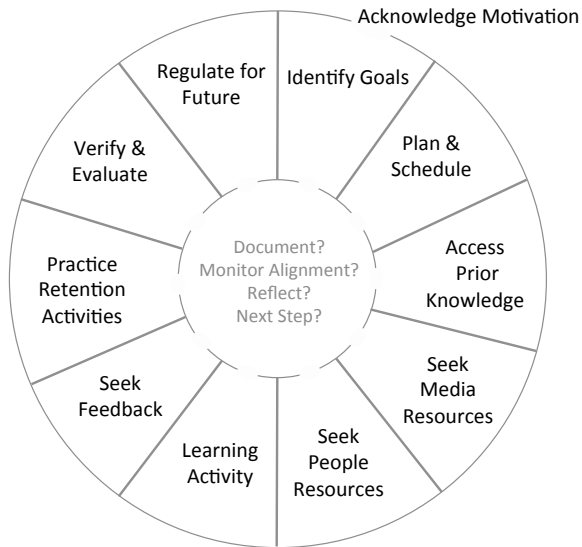 Acknowledge Motivation
Identify Goals
Plan &
Schedule
Access
Prior
Knowledge
Seek
Media
Resources
Seek
People
Resources
Learning
Activity
Seek
Feedback
Practice
Retention
Activities
Verify &
Evaluate
Regulate for
Future
Document?
Monitor Alignment?
Reflect?
Next Step?